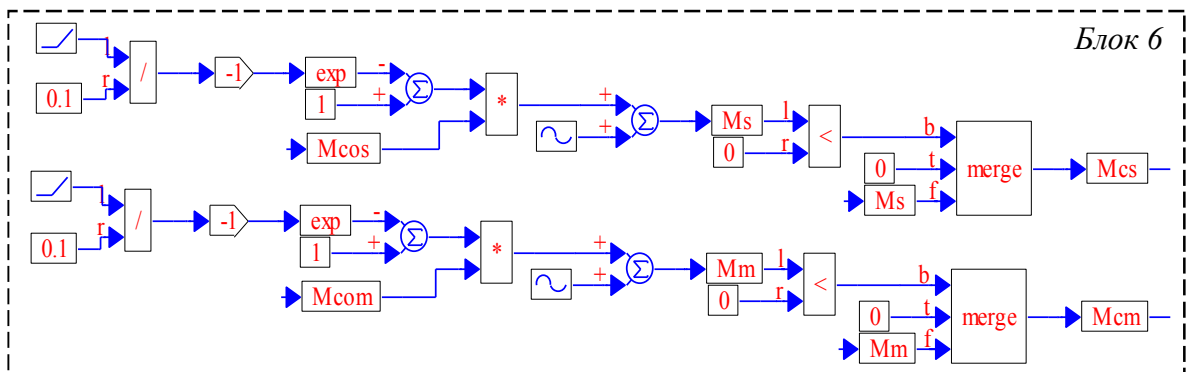 Блок 6
l
/
-1
exp
-
Σ
r
0.1
1
+
*
+
Σ
Ms
l
<
b
+
0
r
0
t
merge
Mcs
Mcos
Ms
f
l
/
-1
exp
-
Σ
r
0.1
1
+
*
+
Σ
Mm
l
<
b
+
0
r
0
t
merge
Mcm
Mcom
Mm
f